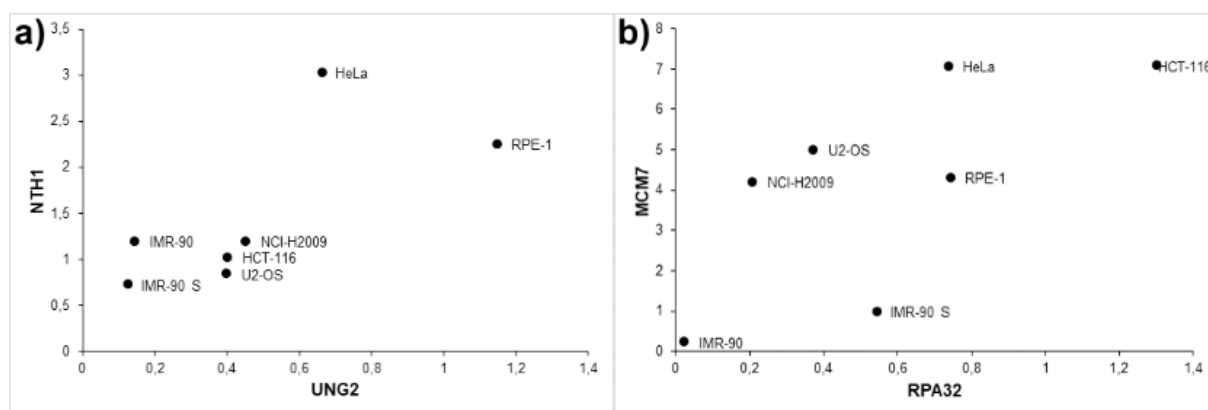 a)
3,5
3
2,5
2
1,5
1
0,5
0
NTH1
HeLa
RPE-1
IMR-90
NCI-H2009
HCT-116
U2-OS
IMR-90 S
0 0,2 0,4 0,6 0,8 1 1,2 1,4
UNG2
b)
8
7
6
5
4
3
2
1
0
MCM7
HeLa
HCT-116
U2-OS
NCI-H2009
RPE-1
IMR-90 S
IMR-90
0 0,2 0,4 0,6 0,8 1 1,2 1,4
RPA32